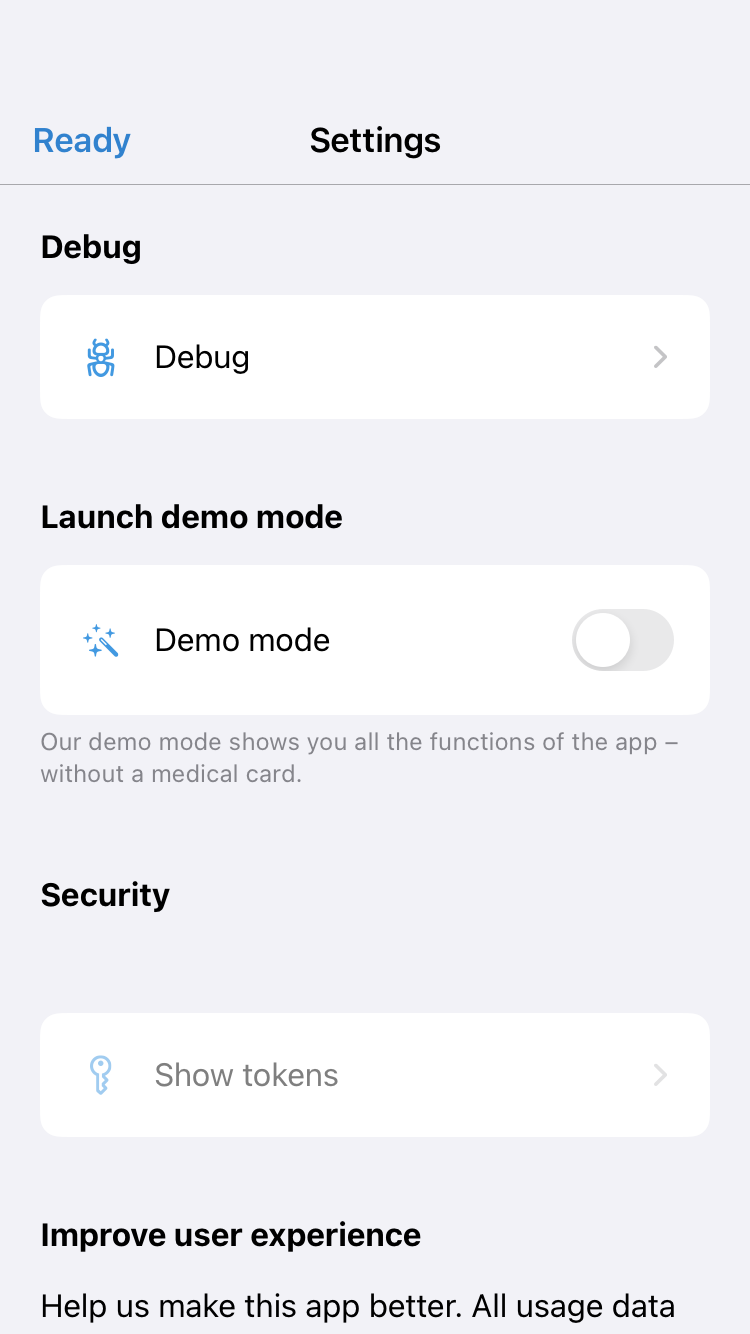 Ready
Settings
Debug
Debug
Launch demo mode
Demo mode
Our demo mode shows you all the functions of the app –
without a medical card.
Security
Show tokens
Improve user experience
Help us make this app better. All usage data